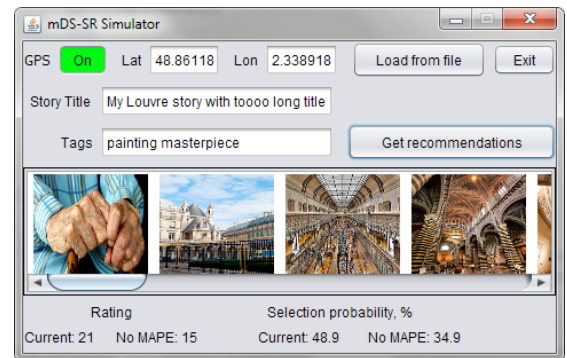 mDS-SR Simulator
GPS On Lat 48.86118 Lon 2.338918 Load from file Exit
Story Title My Louvre story with toooo long title
Tags painting masterpiece Get recommendations
Rating Selection probability, %
Current: 21 No MAPE: 15 Current: 48.9 No MAPE: 34.9